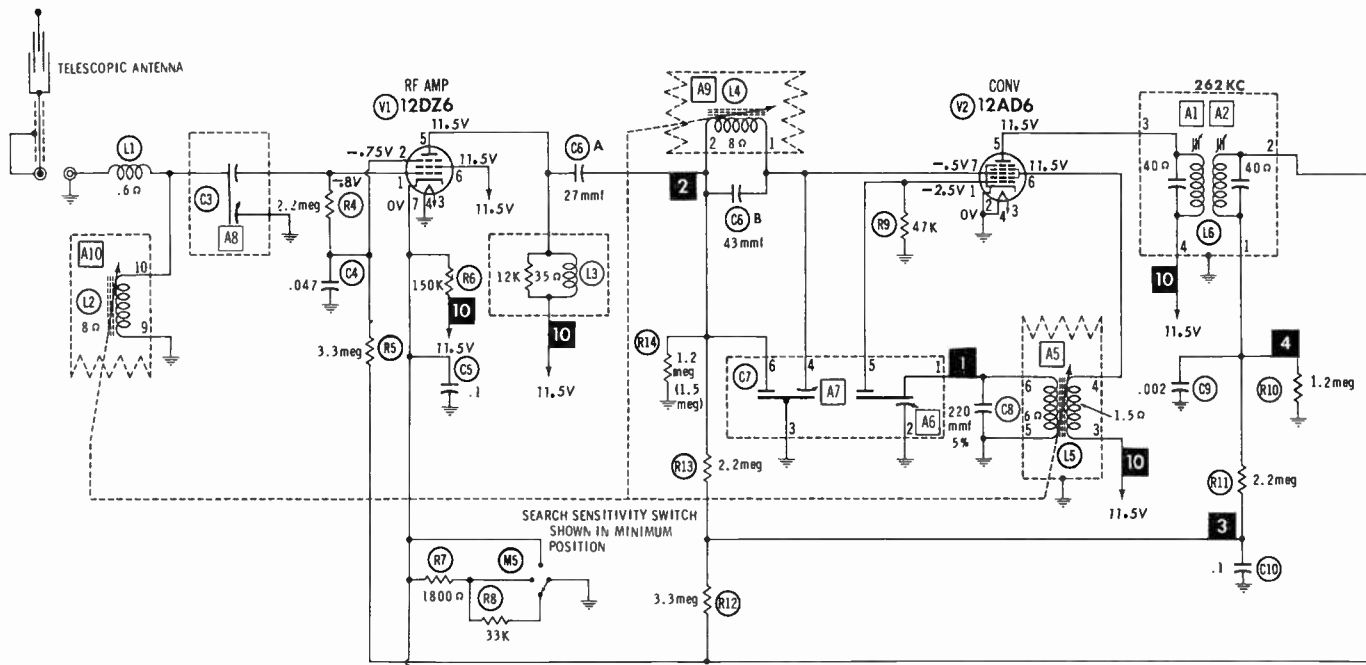 TELESCOPIC ANTENNA
L1
.6Ω
C3
A8
A10
10
L2
8Ω
9
2.2meg
R4
C4
.047
3.3meg
R5
RF AMP
V1 12DZ6
11.5V
5
-.75V
2
-.8V
1
0V
7
4
3
6
11.5V
11.5V
150K
R6
10
11.5V
C5
.1
12K
35Ω
L3
10
11.5V
C6 A
27mmf
2
A9
L4
2
8Ω
1
C6 B
43mmf
CONV
V2 12AD6
11.5V
5
-.5V
7
-2.5V
1
0V
2
4
3
6
11.5V
R9
47K
262KC
A1
A2
3
2
40Ω
40Ω
L6
4
1
10
11.5V
R14
1.2
meg
(1.5
meg)
6
4
5
1
C7
A7
A6
3
2
1
220
mmf
5%
C8
A5
6
4
6Ω
1.5Ω
5
3
L5
10
11.5V
.002
C9
4
R10
1.2meg
R11
2.2meg
3
.1
C10
R13
2.2meg
SEARCH SENSITIVITY SWITCH
SHOWN IN MINIMUM
POSITION
R7
1800Ω
M5
R8
33K
3.3meg
R12